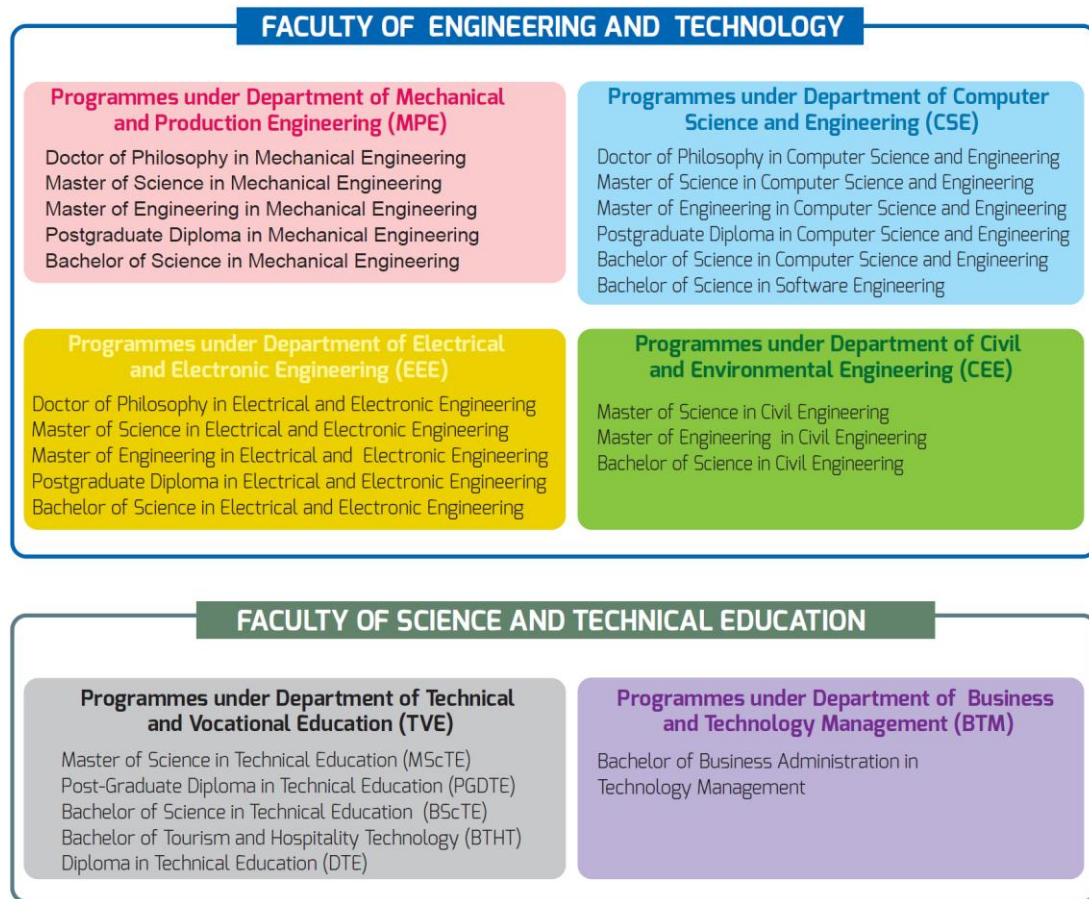 FACULTY OF ENGINEERING AND TECHNOLOGY
Programmes under Department of Mechanical
and Production Engineering (MPE)
Doctor of Philosophy in Mechanical Engineering
Master of Science in Mechanical Engineering
Master of Engineering in Mechanical Engineering
Postgraduate Diploma in Mechanical Engineering
Bachelor of Science in Mechanical Engineering
Programmes under Department of Computer
Science and Engineering (CSE)
Doctor of Philosophy in Computer Science and Engineering
Master of Science in Computer Science and Engineering
Master of Engineering in Computer Science and Engineering
Postgraduate Diploma in Computer Science and Engineering
Bachelor of Science in Computer Science and Engineering
Bachelor of Science in Software Engineering
Programmes under Department of Electrical
and Electronic Engineering (EEE)
Doctor of Philosophy in Electrical and Electronic Engineering
Master of Science in Electrical and Electronic Engineering
Master of Engineering in Electrical and Electronic Engineering
Postgraduate Diploma in Electrical and Electronic Engineering
Bachelor of Science in Electrical and Electronic Engineering
Programmes under Department of Civil
and Environmental Engineering (CEE)
Master of Science in Civil Engineering
Master of Engineering in Civil Engineering
Bachelor of Science in Civil Engineering
FACULTY OF SCIENCE AND TECHNICAL EDUCATION
Programmes under Department of Technical
and Vocational Education (TVE)
Master of Science in Technical Education (MScTE)
Post-Graduate Diploma in Technical Education (PGDTE)
Bachelor of Science in Technical Education (BScTE)
Bachelor of Tourism and Hospitality Technology (BTHT)
Diploma in Technical Education (DTE)
Programmes under Department of Business
and Technology Management (BTM)
Bachelor of Business Administration in
Technology Management